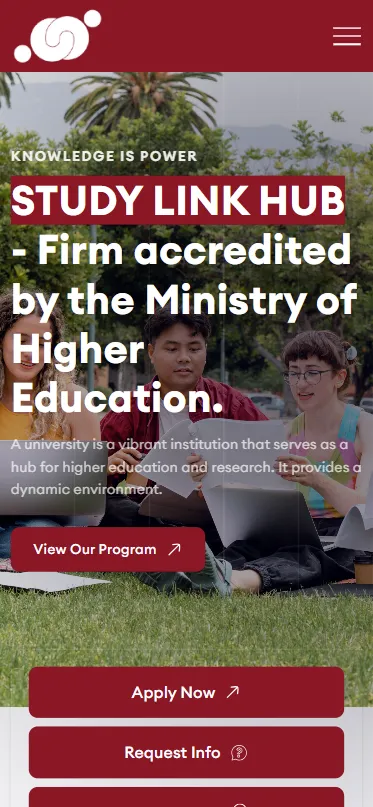 KNOWLEDGE IS POWER
STUDY LINK HUB
- Firm accredited
by the Ministry of
Higher
Education.
A university is a vibrant institution that serves as a
hub for higher education and research. It provides a
dynamic environment.
View Our Program
Apply Now
Request Info